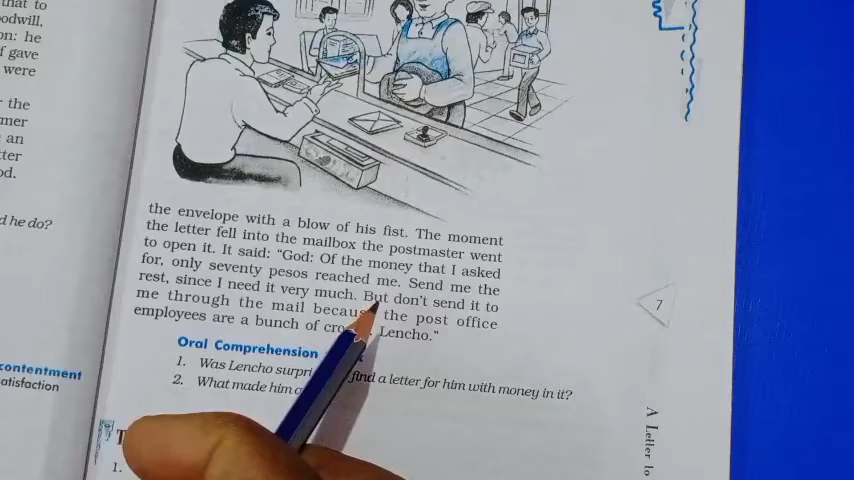 that to
odwill,
on: he
f gave
were
the
mer
an
ter
d.
d he do?
contentment
atisfaction
the envelope with a blow of his fist. The moment
the letter fell into the mailbox the postmaster went
to open it. It said: “God: Of the money that I asked
for, only seventy pesos reached me. Send me the
rest, since I need it very much. But don’t send it to
me through the mail becaus the post office
employees are a bunch of cro Lencho.”
Oral Comprehension
1. Was Lencho surpri find a letter for him with money in it?
2. What made him
T
1.
7
A Letter to